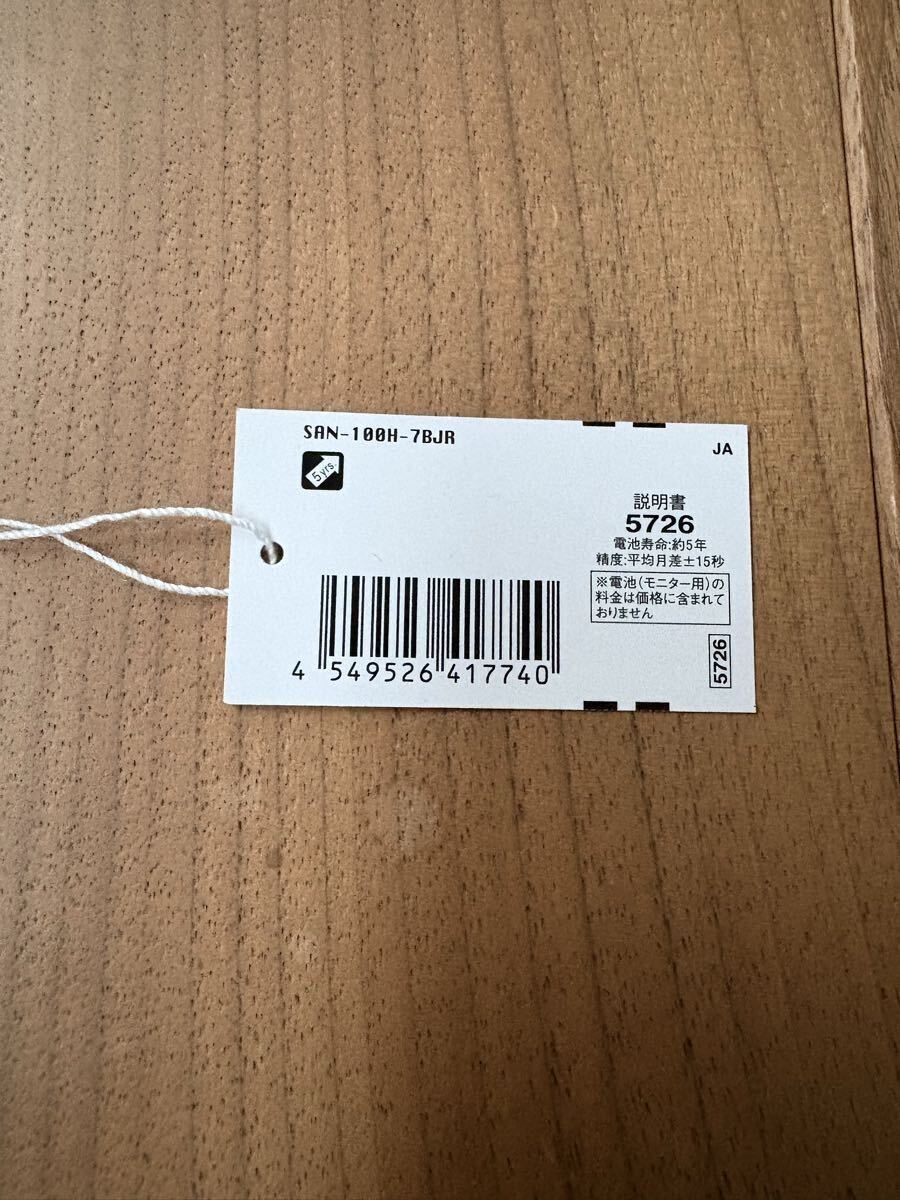 SAN-100H-7BJR
JA
5yrs.
説明書
5726
電池寿命:約5年
精度:平均月差±15秒
※電池(モニター用)の
料金は価格に含まれて
おりません
5726
4 549526 417740